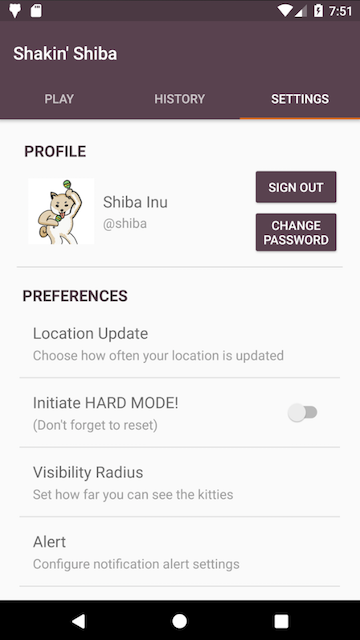 7:51
Shakin' Shiba
PLAY
HISTORY
SETTINGS
PROFILE
Shiba Inu
@shiba
SIGN OUT
CHANGE
PASSWORD
PREFERENCES
Location Update
Choose how often your location is updated
Initiate HARD MODE!
(Don't forget to reset)
Visibility Radius
Set how far you can see the kitties
Alert
Configure notification alert settings